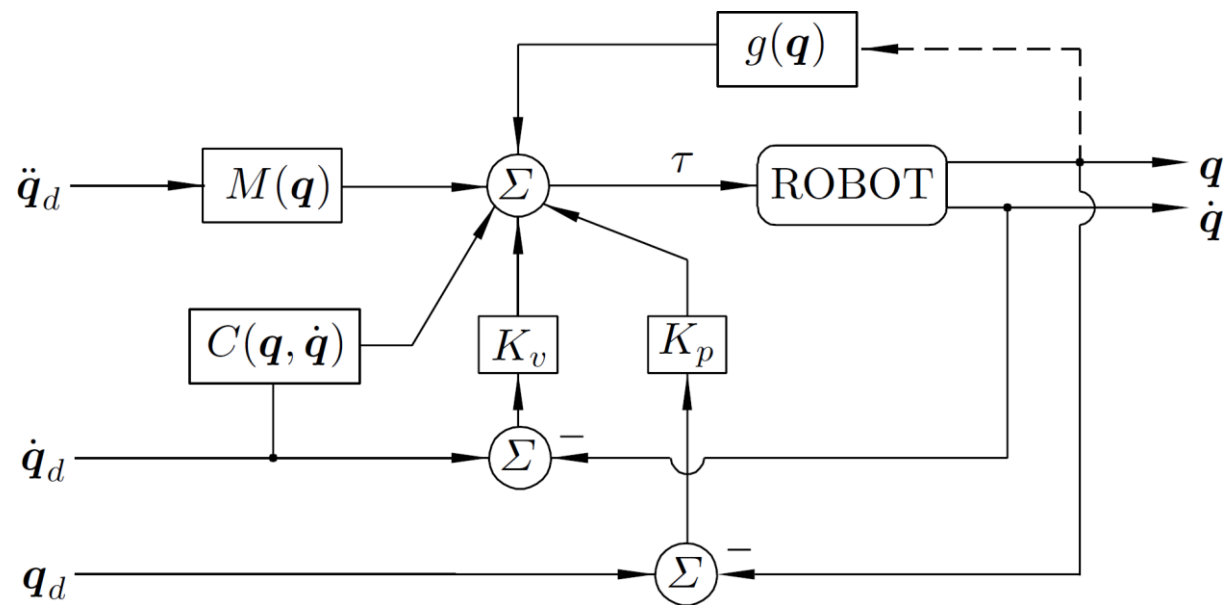 g(q)
τ
q̈_d M(q) Σ ROBOT q
q̇
C(q, q̇) K_v K_p
q̇_d Σ −
q_d Σ −